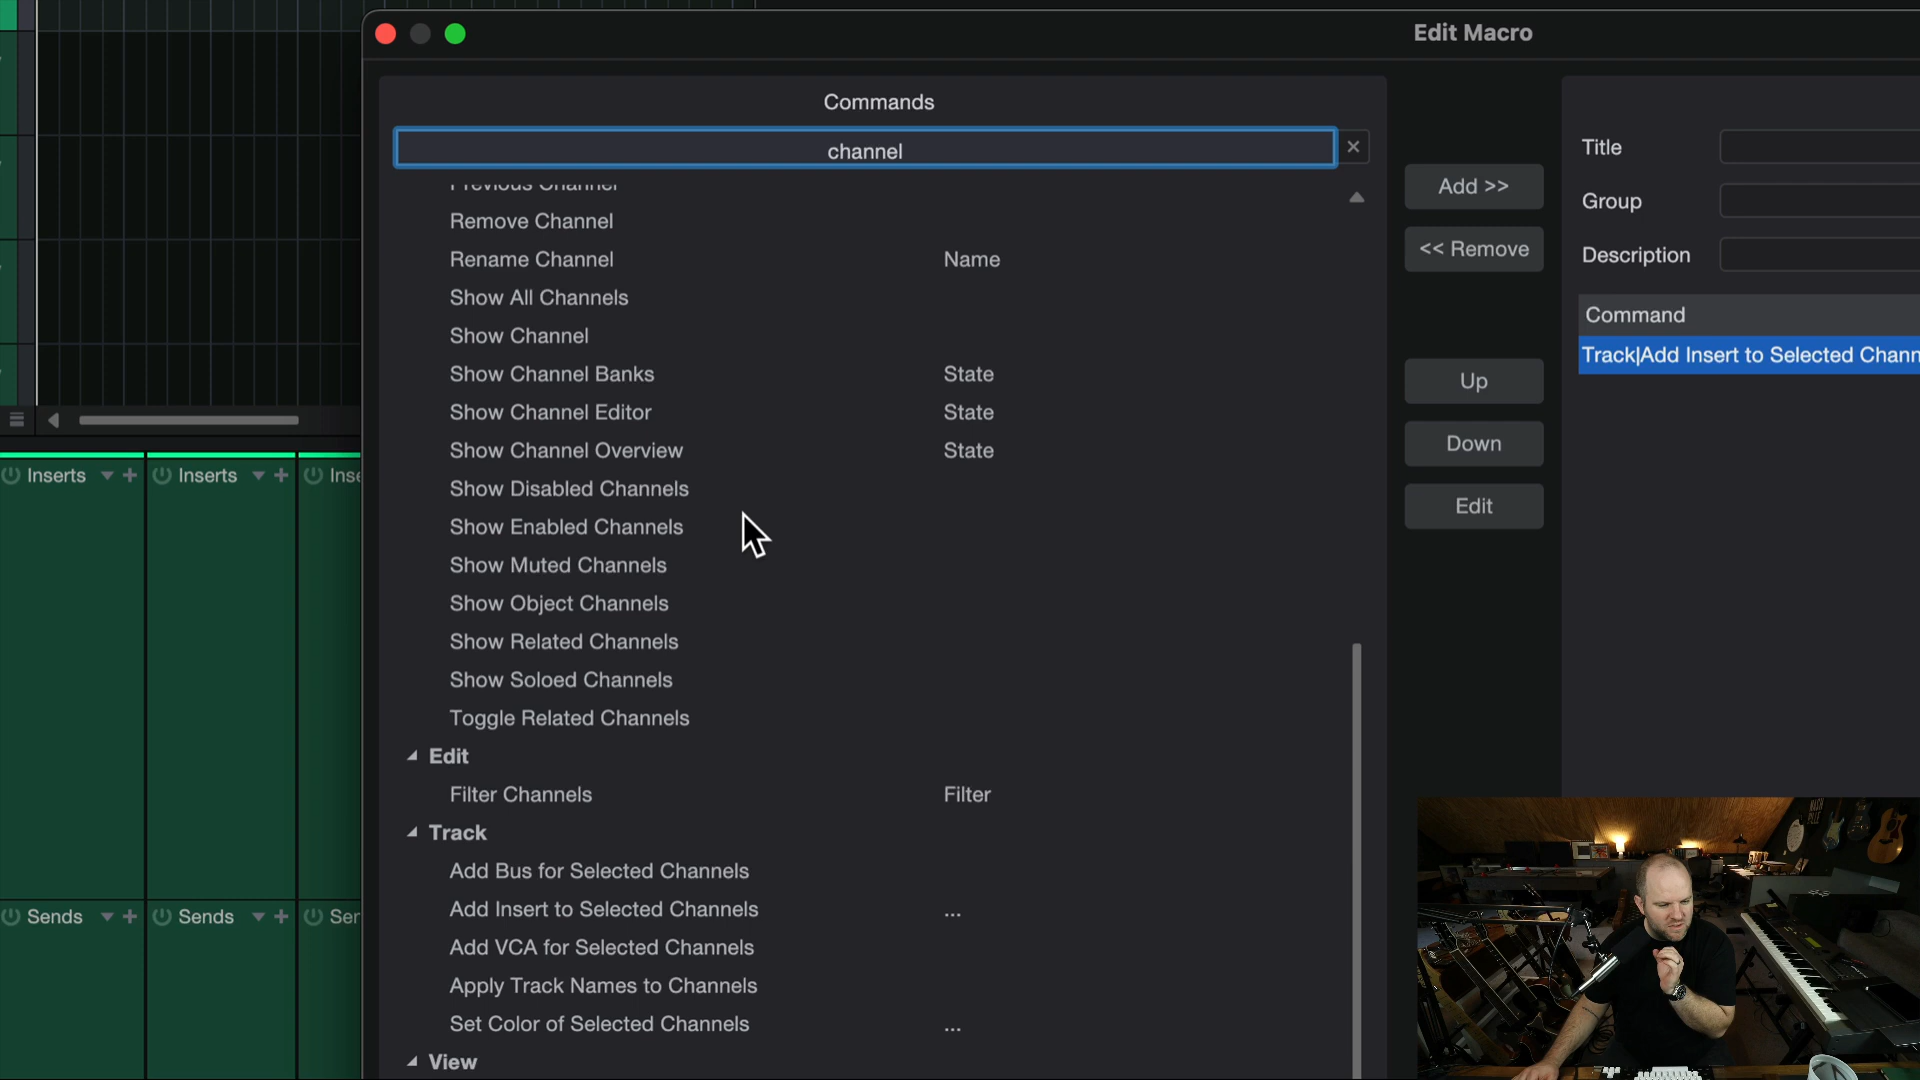 Edit Macro
Commands
channel
Previous Channel
Remove Channel
Rename Channel Name
Show All Channels
Show Channel
Show Channel Banks State
Show Channel Editor State
Show Channel Overview State
Show Disabled Channels
Show Enabled Channels
Show Muted Channels
Show Object Channels
Show Related Channels
Show Soloed Channels
Toggle Related Channels
Edit
Filter Channels Filter
Track
Add Bus for Selected Channels
Add Insert to Selected Channels ...
Add VCA for Selected Channels
Apply Track Names to Channels
Set Color of Selected Channels ...
View
Add >>
<< Remove
Up
Down
Edit
Title
Group
Description
Command
Track|Add Insert to Selected Chann
Inserts
Inserts
Inse
Sends
Sends
Ser